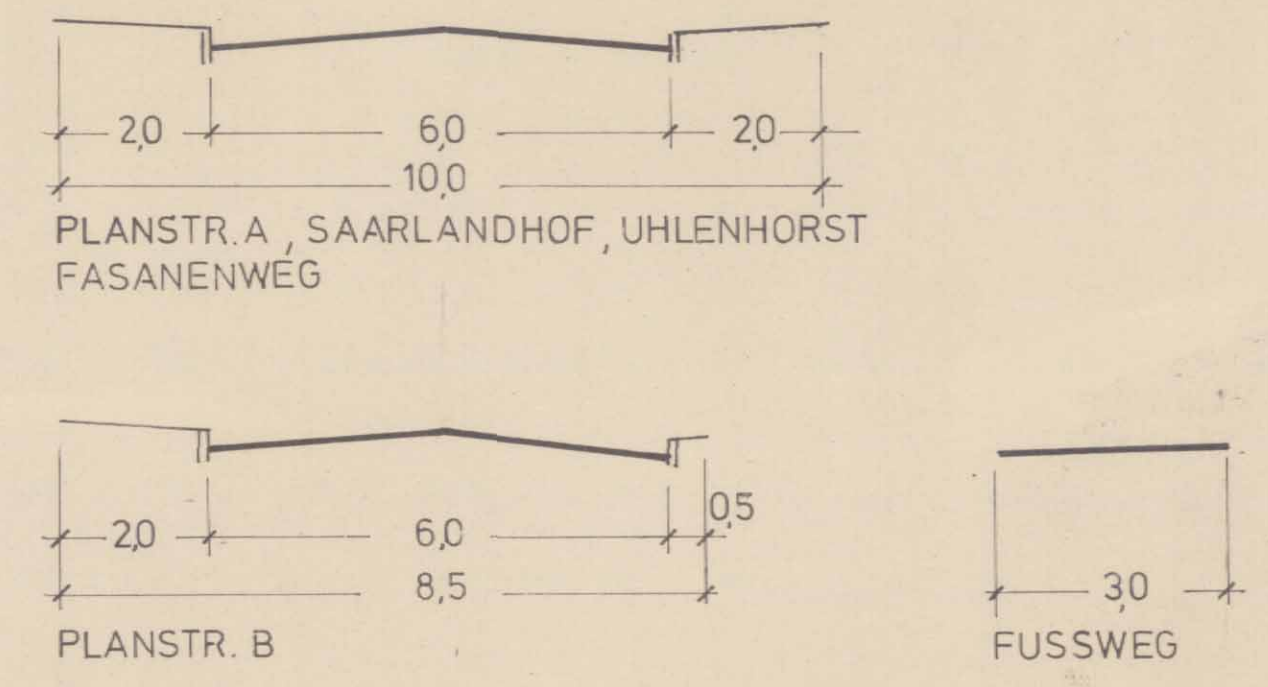 2,0 6,0 2,0
10,0
PLANSTR. A , SAARLANDHOF, UHLENHORST
FASANENWEG
2,0 6,0 0,5
8,5
PLANSTR. B
3,0
FUSSWEG